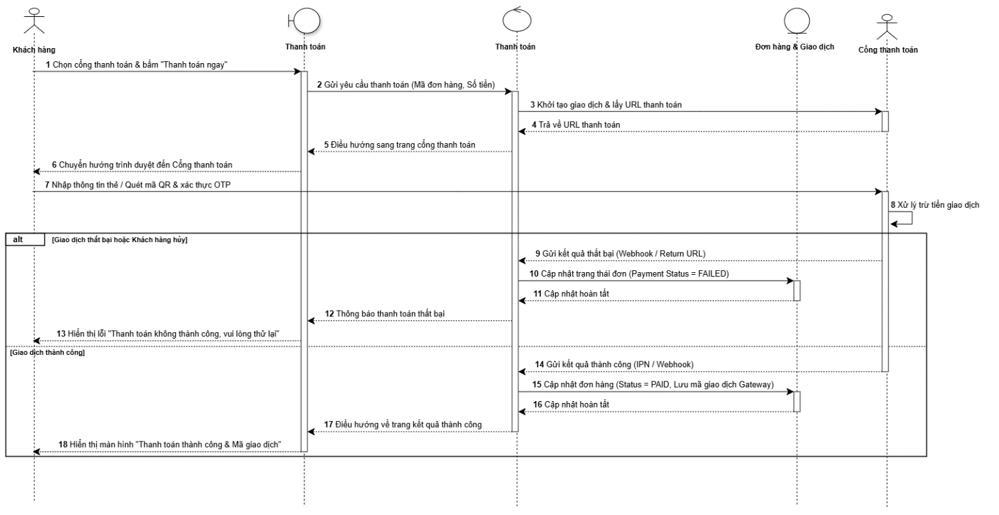 Khách hàng
Thanh toán
Thanh toán
Đơn hàng & Giao dịch
Cổng thanh toán
1 Chọn cổng thanh toán & bấm "Thanh toán ngay"
2 Gửi yêu cầu thanh toán (Mã đơn hàng, Số tiền)
3 Khởi tạo giao dịch & lấy URL thanh toán
4 Trả về URL thanh toán
5 Điều hướng sang trang cổng thanh toán
6 Chuyển hướng trình duyệt đến Cổng thanh toán
7 Nhập thông tin thẻ / Quét mã QR & xác thực OTP
8 Xử lý trừ tiền giao dịch
alt
[Giao dịch thất bại hoặc Khách hàng hủy]
9 Gửi kết quả thất bại (Webhook / Return URL)
10 Cập nhật trạng thái đơn (Payment Status = FAILED)
11 Cập nhật hoàn tất
12 Thông báo thanh toán thất bại
13 Hiển thị lỗi "Thanh toán không thành công, vui lòng thử lại"
[Giao dịch thành công]
14 Gửi kết quả thành công (IPN / Webhook)
15 Cập nhật đơn hàng (Status = PAID, Lưu mã giao dịch Gateway)
16 Cập nhật hoàn tất
17 Điều hướng về trang kết quả thành công
18 Hiển thị màn hình "Thanh toán thành công & Mã giao dịch"